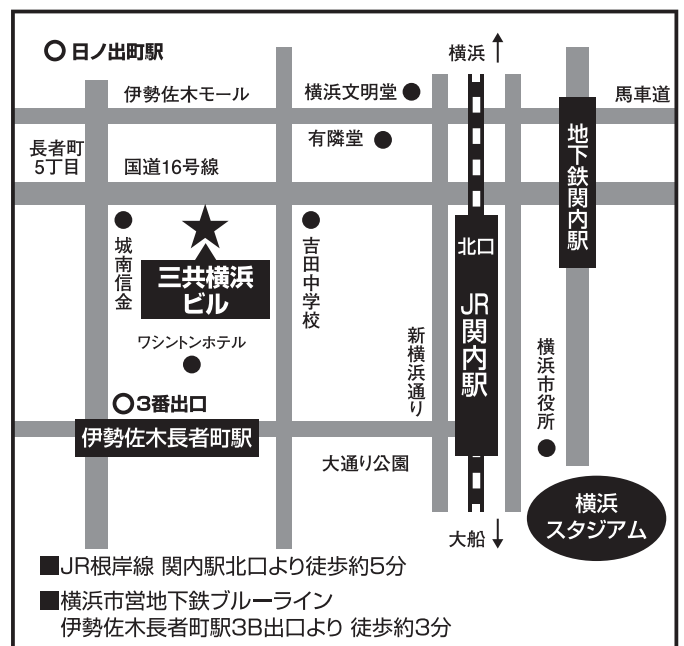 日ノ出町駅
横浜
伊勢佐木モール
横浜文明堂
馬車道
有隣堂
長者町
5丁目
国道16号線
地下鉄関内駅
城南信金
吉田中学校
北口
三共横浜
ビル
JR関内駅
ワシントンホテル
新横浜通り
横浜市役所
3番出口
伊勢佐木長者町駅
大通り公園
横浜
スタジアム
大船
■JR根岸線 関内駅北口より徒歩約5分
■横浜市営地下鉄ブルーライン
伊勢佐木長者町駅3B出口より 徒歩約3分